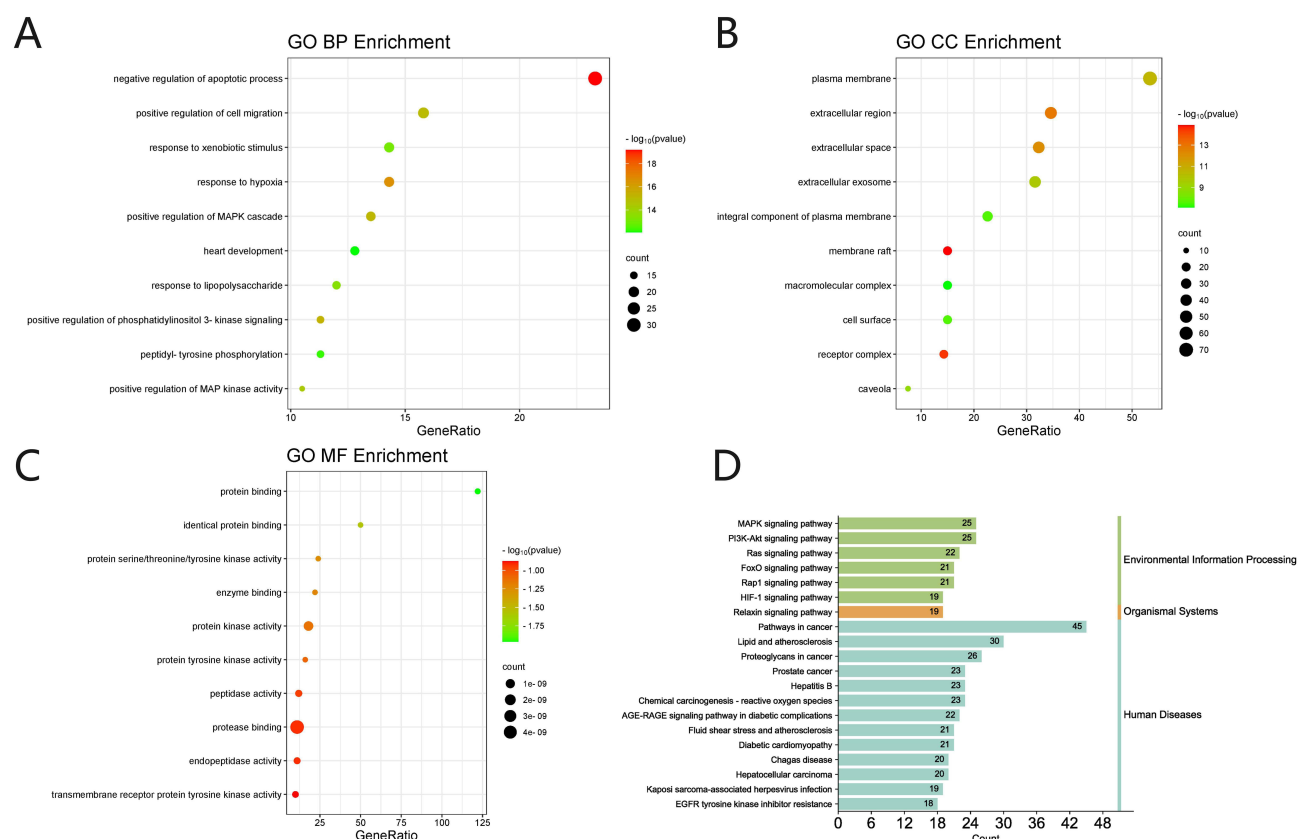 A
GO BP Enrichment
negative regulation of apoptotic process
positive regulation of cell migration
response to xenobiotic stimulus
response to hypoxia
positive regulation of MAPK cascade
heart development
response to lipopolysaccharide
positive regulation of phosphatidylinositol 3- kinase signaling
peptidyl- tyrosine phosphorylation
positive regulation of MAP kinase activity
10 15 20
GeneRatio
- log10(pvalue)
18
16
14
count
15
20
25
30
B
GO CC Enrichment
plasma membrane
extracellular region
extracellular space
extracellular exosome
integral component of plasma membrane
membrane raft
macromolecular complex
cell surface
receptor complex
caveola
10 20 30 40 50
GeneRatio
- log10(pvalue)
13
11
9
count
10
20
30
40
50
60
70
C
GO MF Enrichment
protein binding
identical protein binding
protein serine/threonine/tyrosine kinase activity
enzyme binding
protein kinase activity
protein tyrosine kinase activity
peptidase activity
protease binding
endopeptidase activity
transmembrane receptor protein tyrosine kinase activity
25 50 75 100 125
GeneRatio
- log10(pvalue)
- 1.00
- 1.25
- 1.50
- 1.75
count
1e- 09
2e- 09
3e- 09
4e- 09
D
MAPK signaling pathway 25
PI3K-Akt signaling pathway 25
Ras signaling pathway 22
FoxO signaling pathway 21
Rap1 signaling pathway 21
HIF-1 signaling pathway 19
Relaxin signaling pathway 19
Pathways in cancer 45
Lipid and atherosclerosis 30
Proteoglycans in cancer 26
Prostate cancer 23
Hepatitis B 23
Chemical carcinogenesis - reactive oxygen species 23
AGE-RAGE signaling pathway in diabetic complications 22
Fluid shear stress and atherosclerosis 21
Diabetic cardiomyopathy 21
Chagas disease 20
Hepatocellular carcinoma 20
Kaposi sarcoma-associated herpesvirus infection 19
EGFR tyrosine kinase inhibitor resistance 18
0 6 12 18 24 30 36 42 48
Count
Environmental Information Processing
Organismal Systems
Human Diseases